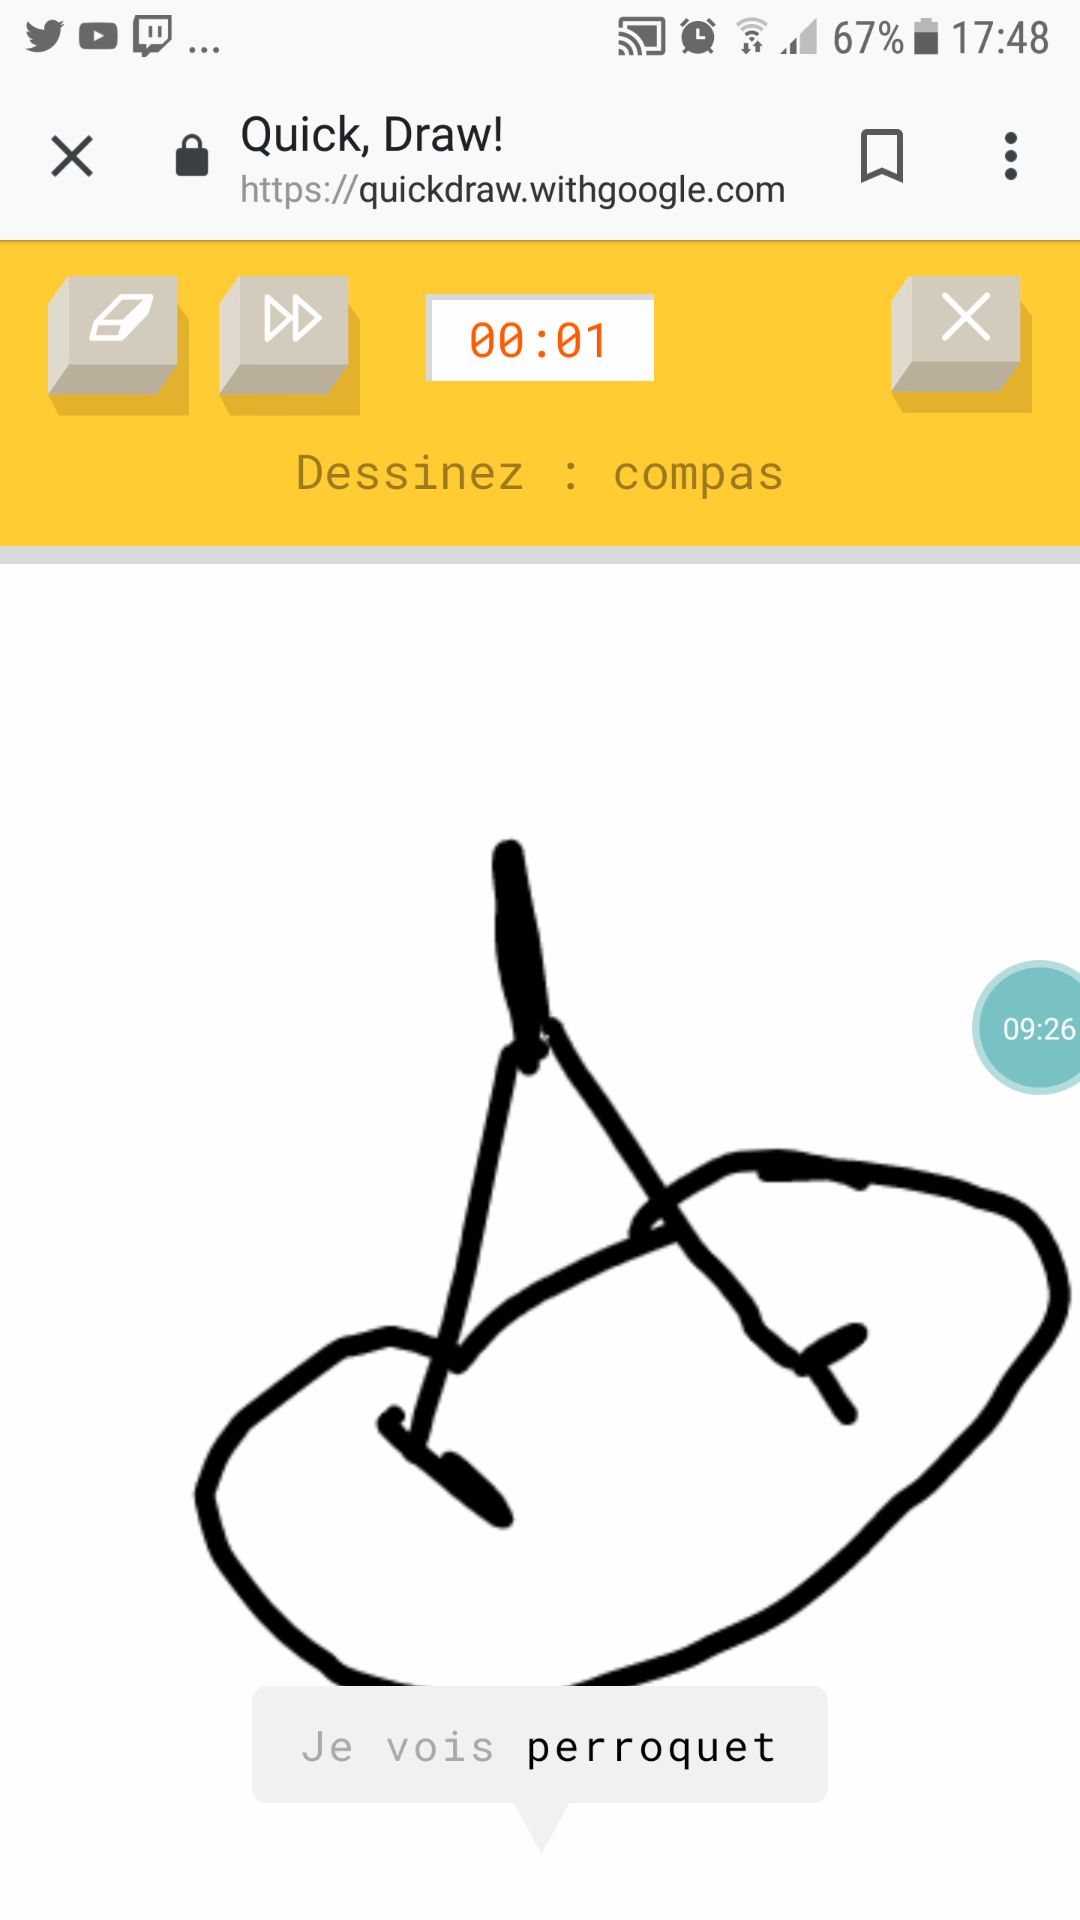 ... 67% 17:48
Quick, Draw!
https://quickdraw.withgoogle.com
00:01
Dessinez : compas
09:26
Je vois perroquet